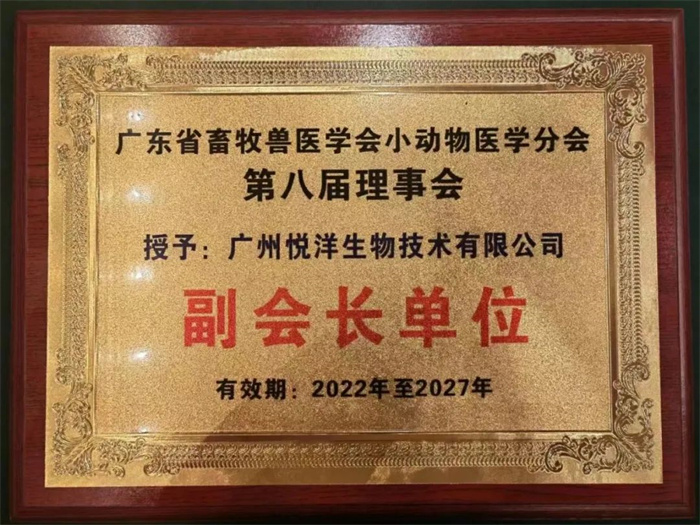 广东省畜牧兽医学会小动物医学分会
第八届理事会
授予：广州悦洋生物技术有限公司
副会长单位
有效期：2022年至2027年